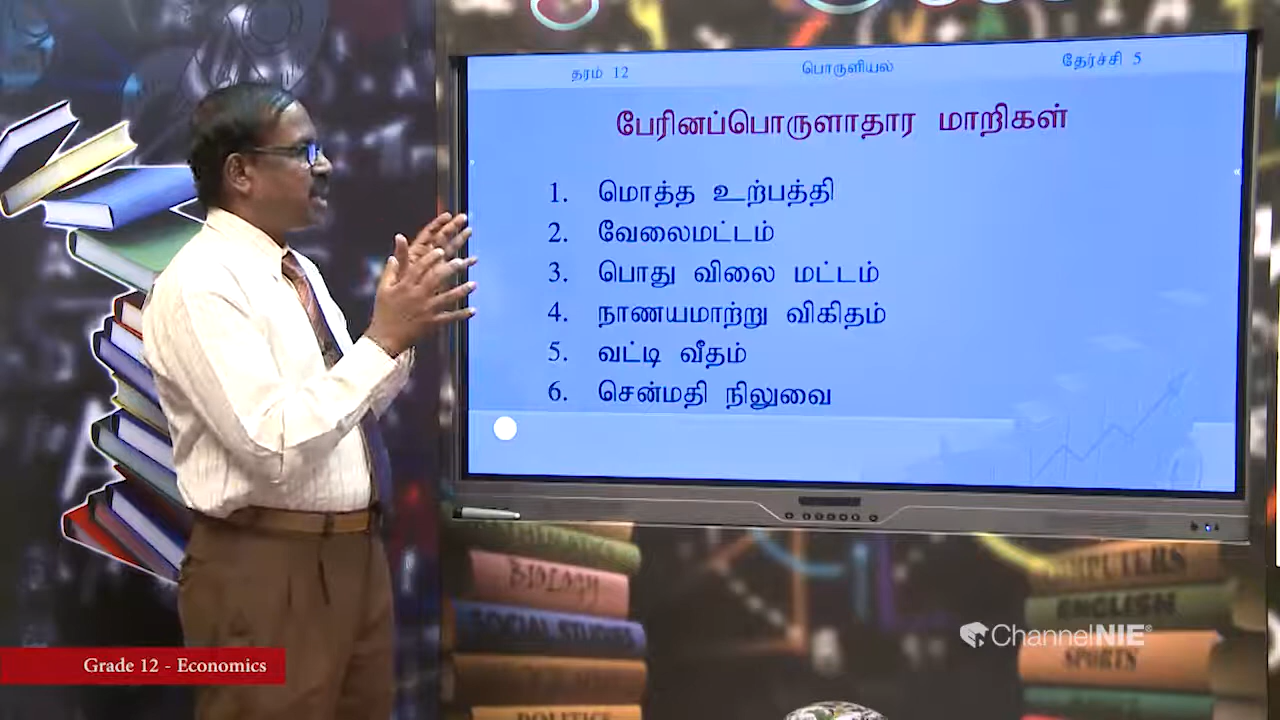 தரம் 12 பொருளியல் தேர்ச்சி 5
பேரினப்பொருளாதார மாறிகள்
1. மொத்த உற்பத்தி
2. வேலைமட்டம்
3. பொது விலை மட்டம்
4. நாணயமாற்று விகிதம்
5. வட்டி வீதம்
6. சென்மதி நிலுவை
BIOLOGY
SOCIAL STUDIES
POLITICS
COMPUTERS
ENGLISH
SPORTS
ChannelNIE
Grade 12 - Economics